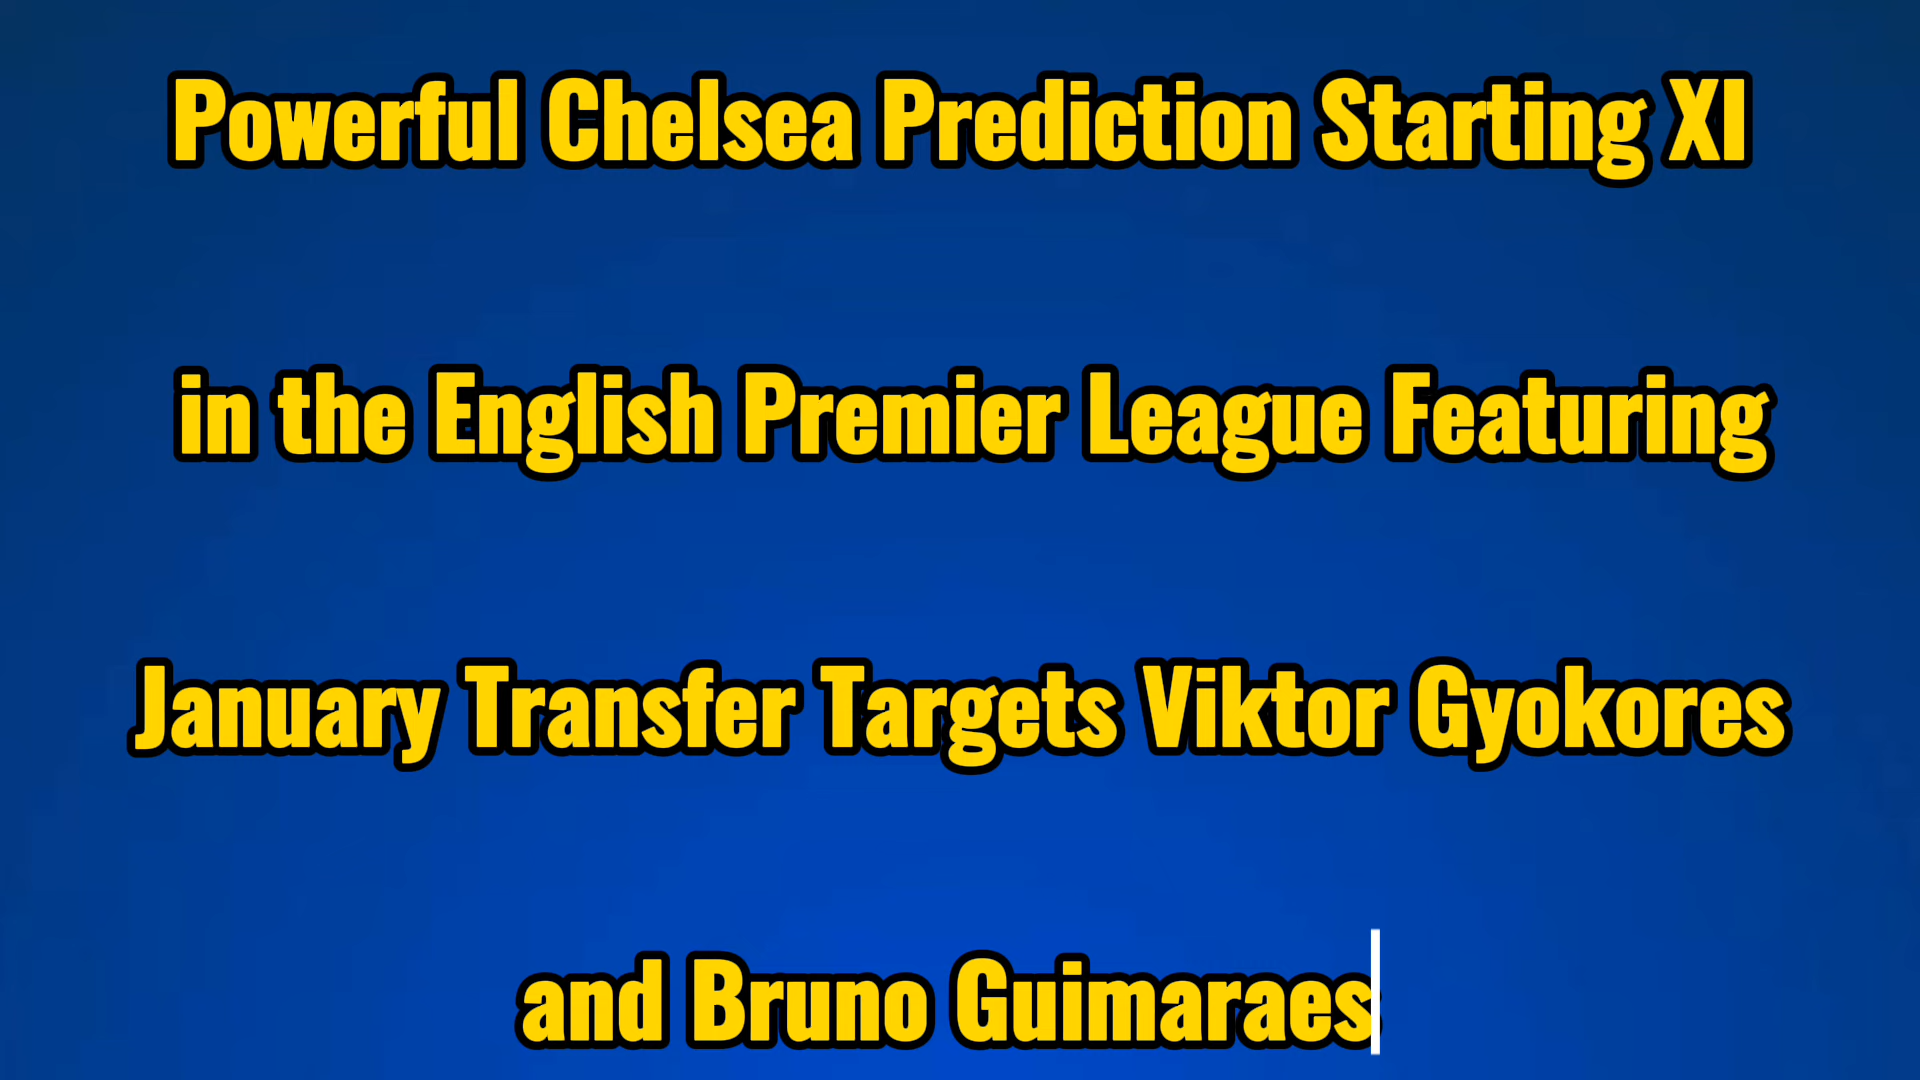 Powerful Chelsea Prediction Starting XI
in the English Premier League Featuring
January Transfer Targets Viktor Gyokores
and Bruno Guimaraes